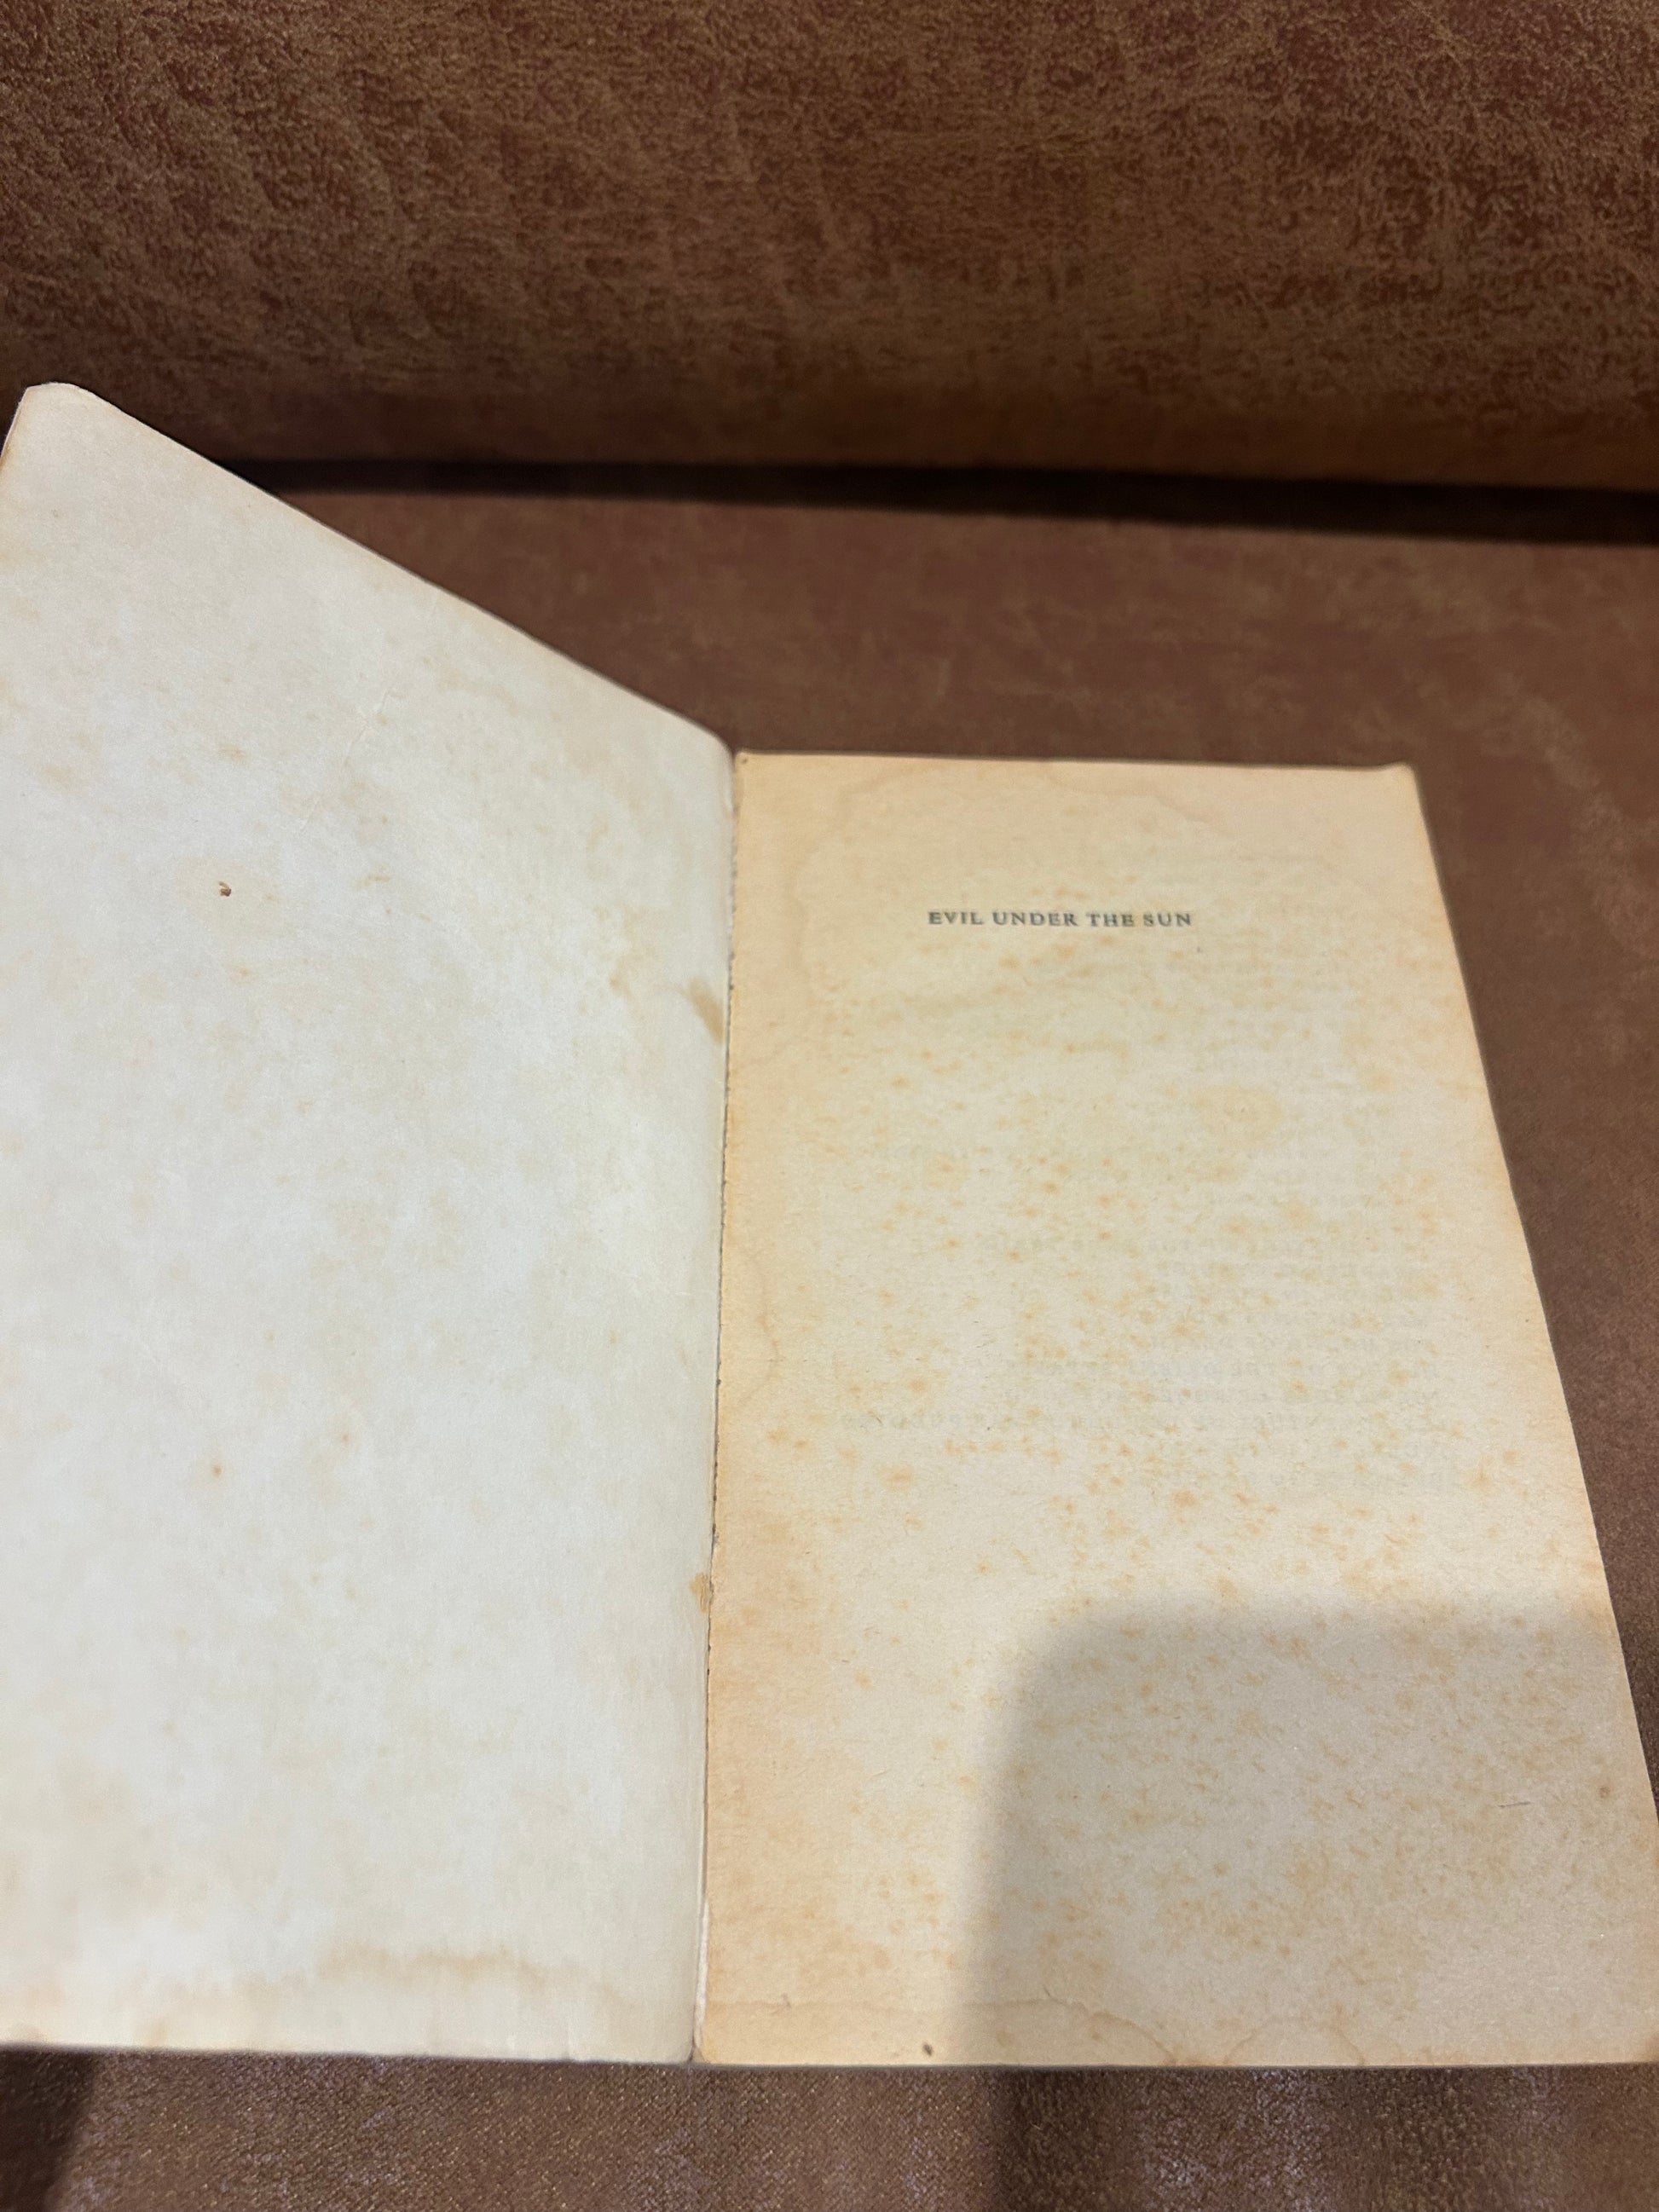 EVIL UNDER THE SUN